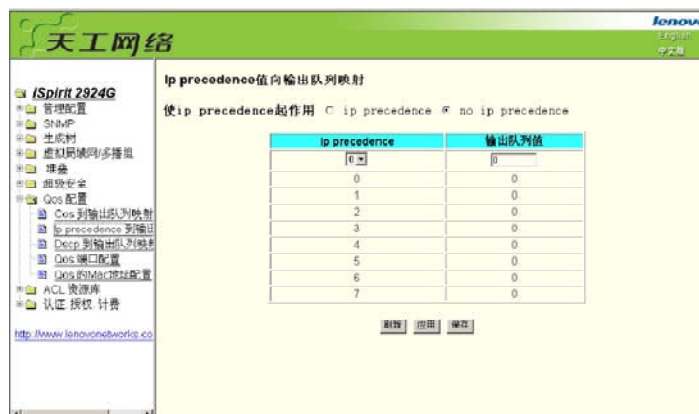 天工网络
lenovo
English
中文版
iSpirit 2924G
管理配置
SNMP
生成树
虚拟局域网/多播组
堆叠
超级安全
Qos 配置
Cos 到输出队列映射
Ip precedence 到输出
Dscp 到输出队列映射
Qos 端口配置
Qos 的Mac地址配置
ACL 资源库
认证 授权 计费
http://www.lenovonetworks.co
Ip precedence值向输出队列映射
使ip precedence起作用 ip precedence no ip precedence
Ip precedence 输出队列值
0 0
0 0
1 0
2 0
3 0
4 0
5 0
6 0
7 0
刷新 应用 保存